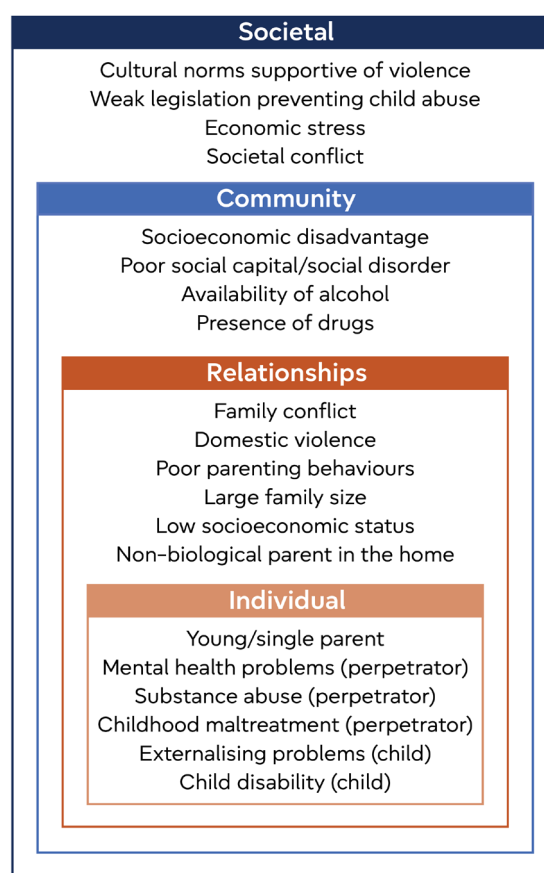 Societal
Cultural norms supportive of violence
Weak legislation preventing child abuse
Economic stress
Societal conflict
Community
Socioeconomic disadvantage
Poor social capital/social disorder
Availability of alcohol
Presence of drugs
Relationships
Family conflict
Domestic violence
Poor parenting behaviours
Large family size
Low socioeconomic status
Non-biological parent in the home
Individual
Young/single parent
Mental health problems (perpetrator)
Substance abuse (perpetrator)
Childhood maltreatment (perpetrator)
Externalising problems (child)
Child disability (child)